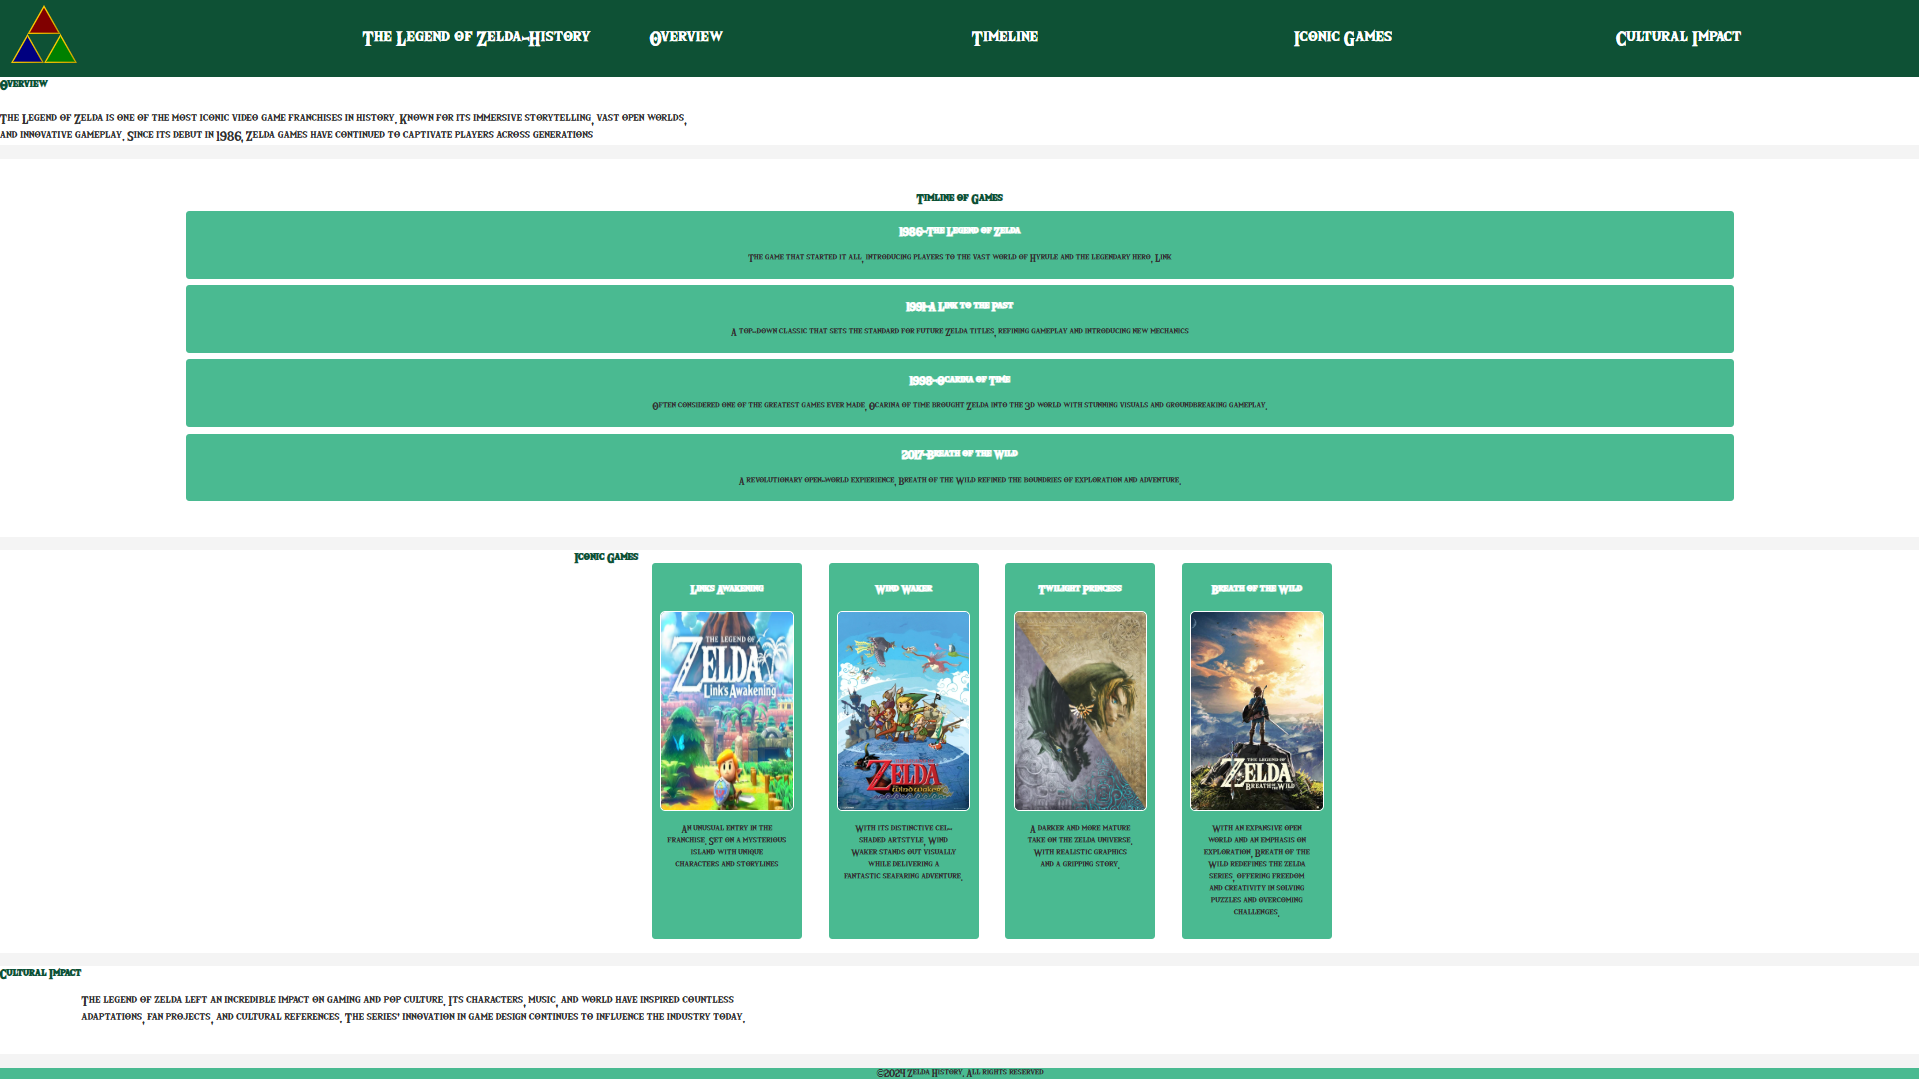 The Legend of Zelda-History
Overview
Timeline
Iconic Games
Cultural Impact
Overview
The Legend of Zelda is one of the most iconic video game franchises in history. Known for its immersive storytelling, vast open worlds,
and innovative gameplay. Since its debut in 1986, Zelda games have continued to captivate players across generations
Timline of Games
1986-The Legend of Zelda
The game that started it all, introducing players to the vast world of Hyrule and the legendary hero, Link
1991-A Link to the Past
A top-down classic that sets the standard for future Zelda titles, refining gameplay and introducing new mechanics
1998-Ocarina of Time
Often considered one of the greatest games ever made, Ocarina of time brought Zelda into the 3d world with stunning visuals and groundbreaking gameplay.
2017-Breath of the Wild
A revolutionary open-world expierience, Breath of the Wild refined the boundries of exploration and adventure.
Iconic Games
Links Awakening
THE LEGEND OF
ZELDA
Link's Awakening
An unusual entry in the
franchise. Set on a mysterious
island with unique
characters and storylines
Wind Waker
ZELDA
Wind Waker
With its distinctive cel-
shaded artstyle, Wind
Waker stands out visually
while delivering a
fantastic seafaring adventure.
Twilight Princess
A darker and more mature
take on the zelda universe.
With realistic graphics
and a gripping story.
Breath of the Wild
THE LEGEND OF
ZELDA
BREATH OF THE WILD
With an expansive open
world and an emphasis on
exploration, Breath of the
Wild redefines the zelda
series, offering freedom
and creativity in solving
puzzles and overcoming
challenges.
Cultural Impact
The legend of zelda left an incredible impact on gaming and pop culture. Its characters, music, and world have inspired countless
adaptations, fan projects, and cultural references. The series' innovation in game design continues to influence the industry today.
©2024 Zelda History. All rights reserved